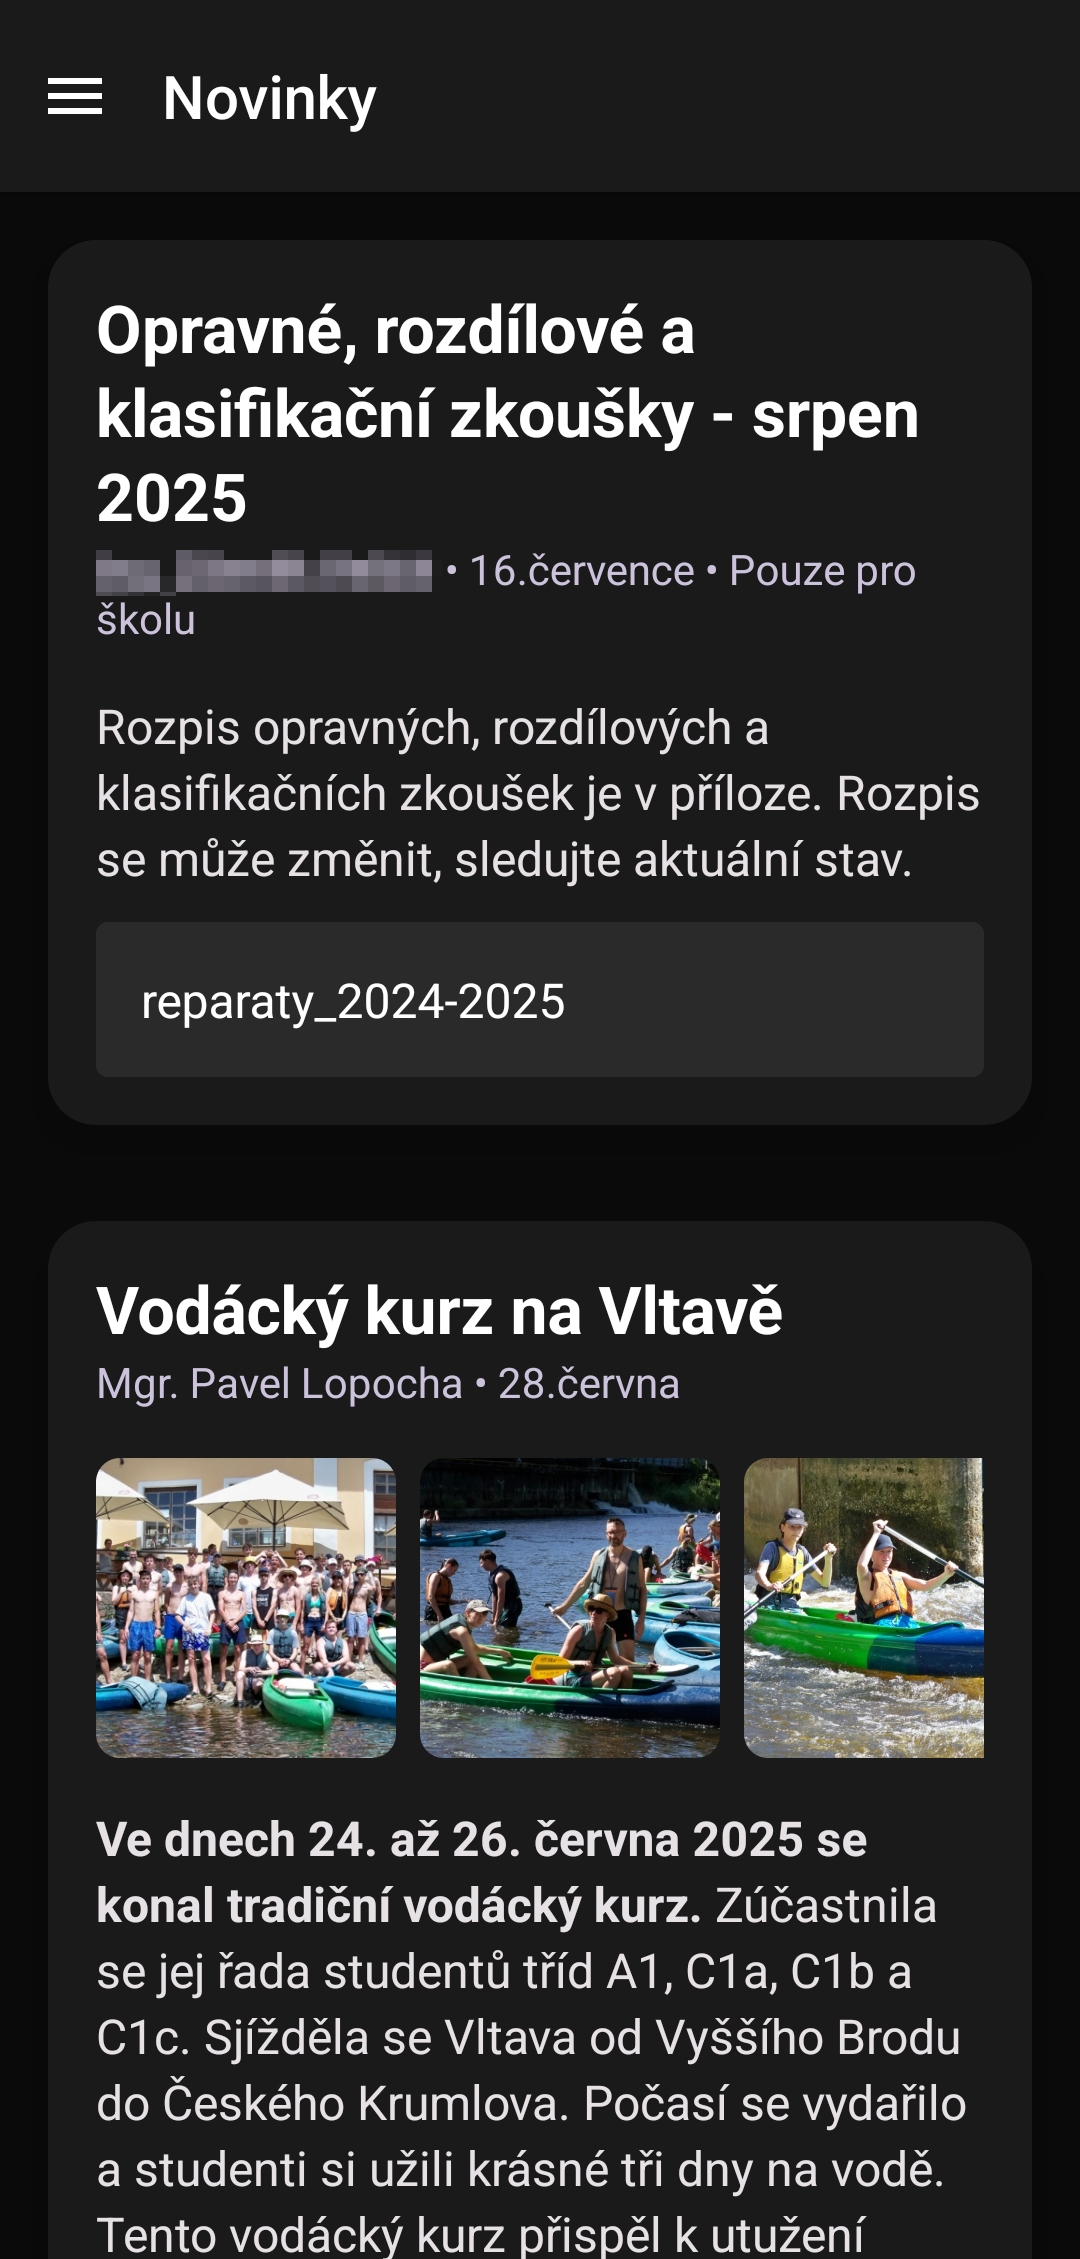 Novinky
Opravné, rozdílové a
klasifikační zkoušky - srpen
2025
• 16.července • Pouze pro
školu
Rozpis opravných, rozdílových a
klasifikačních zkoušek je v příloze. Rozpis
se může změnit, sledujte aktuální stav.
reparaty_2024-2025
Vodácký kurz na Vltavě
Mgr. Pavel Lopocha • 28.června
Ve dnech 24. až 26. června 2025 se
konal tradiční vodácký kurz. Zúčastnila
se jej řada studentů tříd A1, C1a, C1b a
C1c. Sjížděla se Vltava od Vyššího Brodu
do Českého Krumlova. Počasí se vydařilo
a studenti si užili krásné tři dny na vodě.
Tento vodácký kurz přispěl k utužení